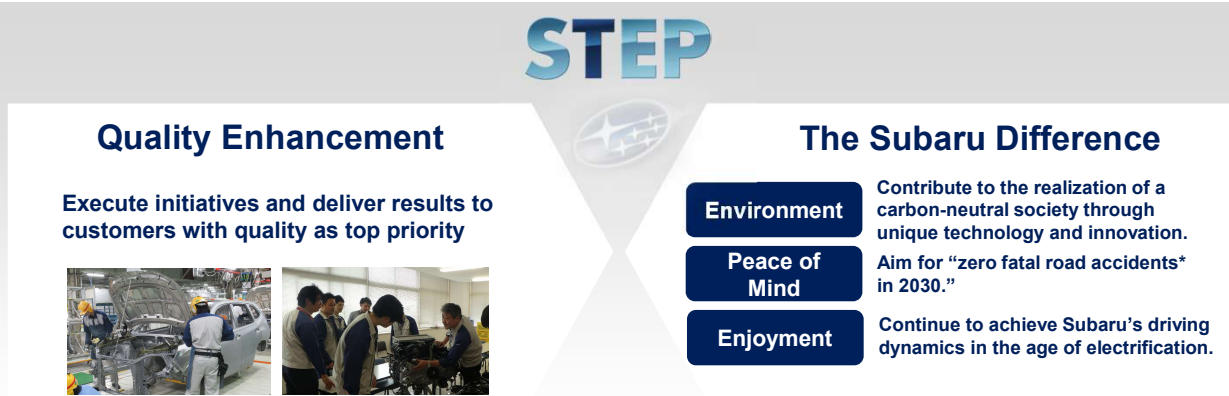 STEP
Quality Enhancement
Execute initiatives and deliver results to
customers with quality as top priority
The Subaru Difference
Environment
Contribute to the realization of a
carbon-neutral society through
unique technology and innovation.
Peace of
Mind
Aim for “zero fatal road accidents*
in 2030.”
Enjoyment
Continue to achieve Subaru’s driving
dynamics in the age of electrification.